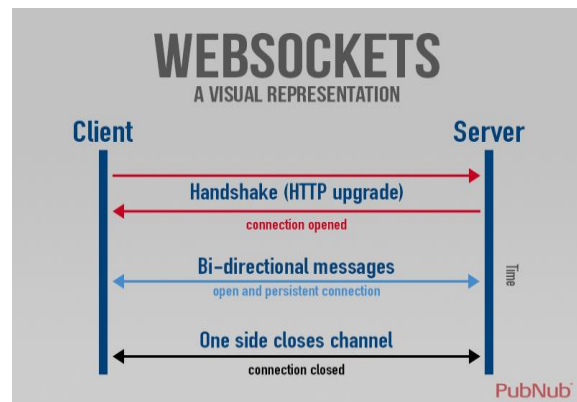 WEBSOCKETS
A VISUAL REPRESENTATION
Client
Server
Handshake (HTTP upgrade)
connection opened
Bi-directional messages
open and persistent connection
Time
One side closes channel
connection closed
PubNub